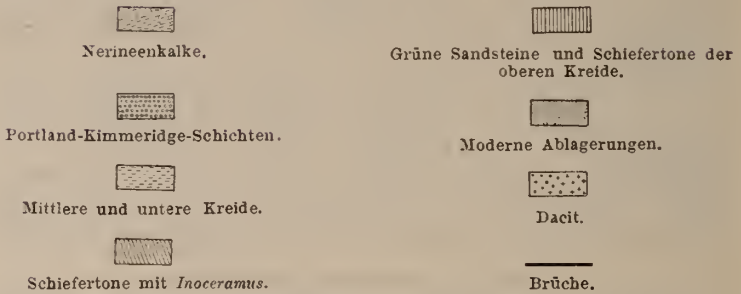 Nerineenkalke.
Portland-Kimmeridge-Schichten.
Mittlere und untere Kreide.
Schiefertone mit Inoceramus.
Grüne Sandsteine und Schiefertone der
oberen Kreide.
Moderne Ablagerungen.
Dacit.
Brüche.